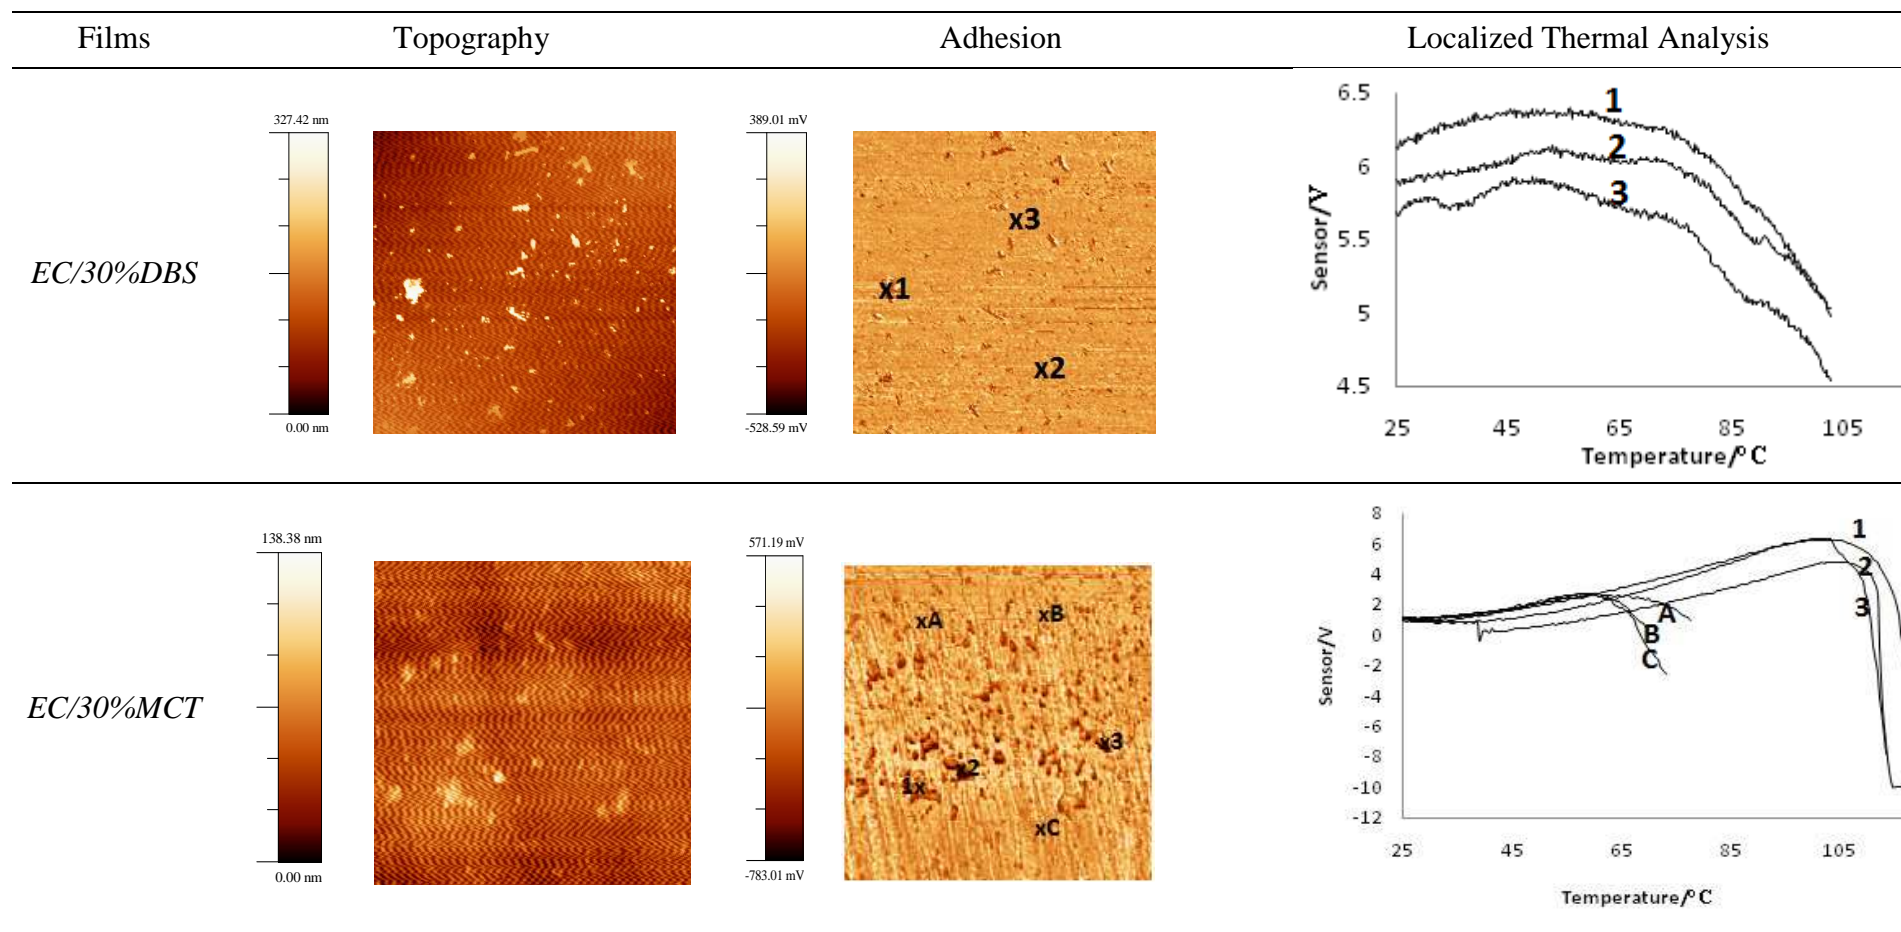 Films Topography Adhesion Localized Thermal Analysis
EC/30%DBS
327.42 nm
0.00 nm
389.01 mV
-528.59 mV
x3
x1
x2
6.5
6
5.5
5
4.5
Sensor/V
1
2
3
25 45 65 85 105
Temperature/°C
EC/30%MCT
138.38 nm
0.00 nm
571.19 mV
-783.01 mV
xA xB
x3
x2
1x
xC
8
6
4
2
0
-2
-4
-6
-8
-10
-12
Sensor/V
1
2
3
A
B
C
25 45 65 85 105
Temperature/°C